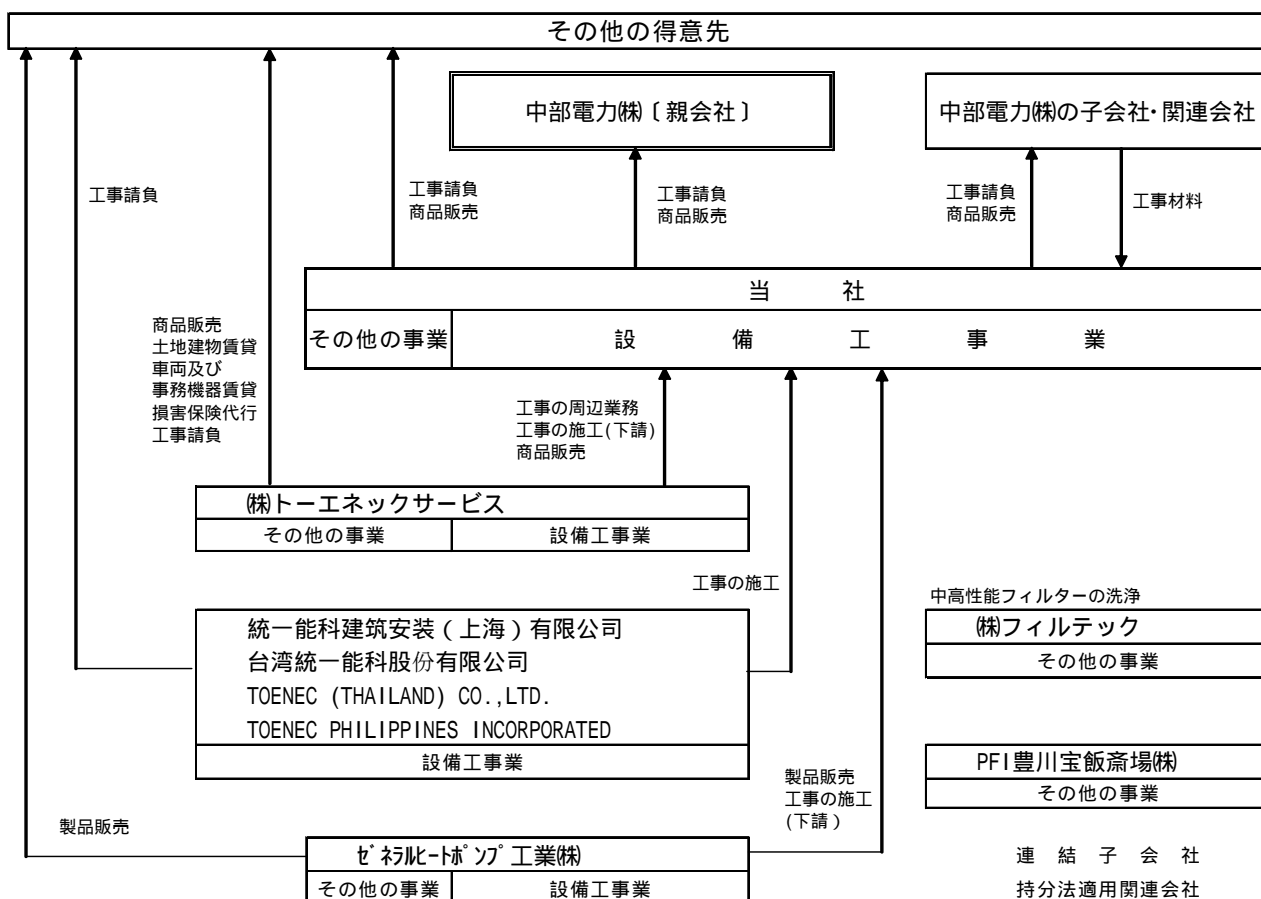 その他の得意先
中部電力㈱〔親会社〕
中部電力㈱の子会社・関連会社
工事請負
工事請負
商品販売
工事請負
商品販売
工事請負
商品販売
工事材料
当社
その他の事業
設備工事業
商品販売
土地建物賃貸
車両及び
事務機器賃貸
損害保険代行
工事請負
工事の周辺業務
工事の施工(下請)
商品販売
㈱トーエネックサービス
その他の事業
設備工事業
工事の施工
統一能科建筑安装(上海)有限公司
台湾統一能科股份有限公司
TOENEC (THAILAND) CO.,LTD.
TOENEC PHILIPPINES INCORPORATED
設備工事業
中高性能フィルターの洗浄
㈱フィルテック
その他の事業
PFI豊川宝飯斎場㈱
その他の事業
製品販売
工事の施工
(下請)
製品販売
ゼネラルヒートポンプ工業㈱
その他の事業
設備工事業
連結子会社
持分法適用関連会社